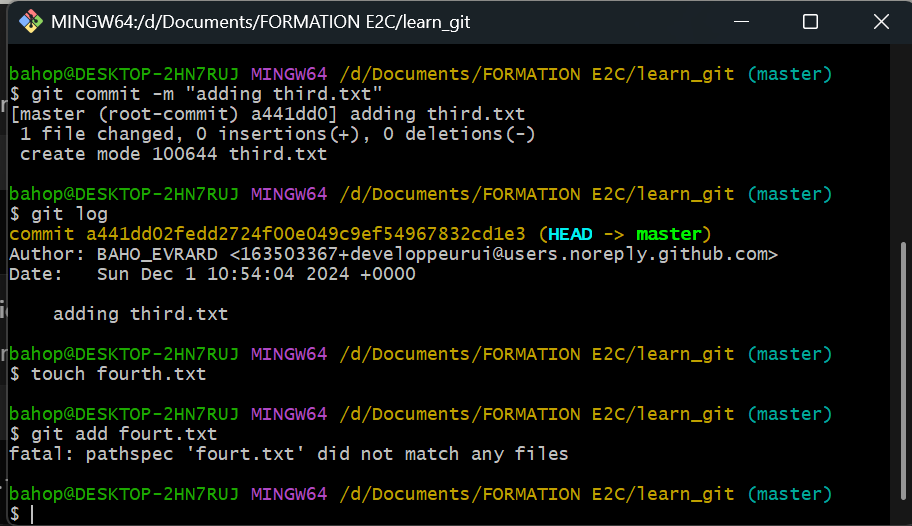 MINGW64:/d/Documents/FORMATION E2C/learn_git
bahop@DESKTOP-2HN7RUJ MINGW64 /d/Documents/FORMATION E2C/learn_git (master)
$ git commit -m "adding third.txt"
[master (root-commit) a441dd0] adding third.txt
 1 file changed, 0 insertions(+), 0 deletions(-)
 create mode 100644 third.txt
bahop@DESKTOP-2HN7RUJ MINGW64 /d/Documents/FORMATION E2C/learn_git (master)
$ git log
commit a441dd02fedd2724f00e049c9ef54967832cd1e3 (HEAD -> master)
Author: BAHO_EVRARD <163503367+developpeurui@users.noreply.github.com>
Date:   Sun Dec 1 10:54:04 2024 +0000
    adding third.txt
bahop@DESKTOP-2HN7RUJ MINGW64 /d/Documents/FORMATION E2C/learn_git (master)
$ touch fourth.txt
bahop@DESKTOP-2HN7RUJ MINGW64 /d/Documents/FORMATION E2C/learn_git (master)
$ git add fourt.txt
fatal: pathspec 'fourt.txt' did not match any files
bahop@DESKTOP-2HN7RUJ MINGW64 /d/Documents/FORMATION E2C/learn_git (master)
$